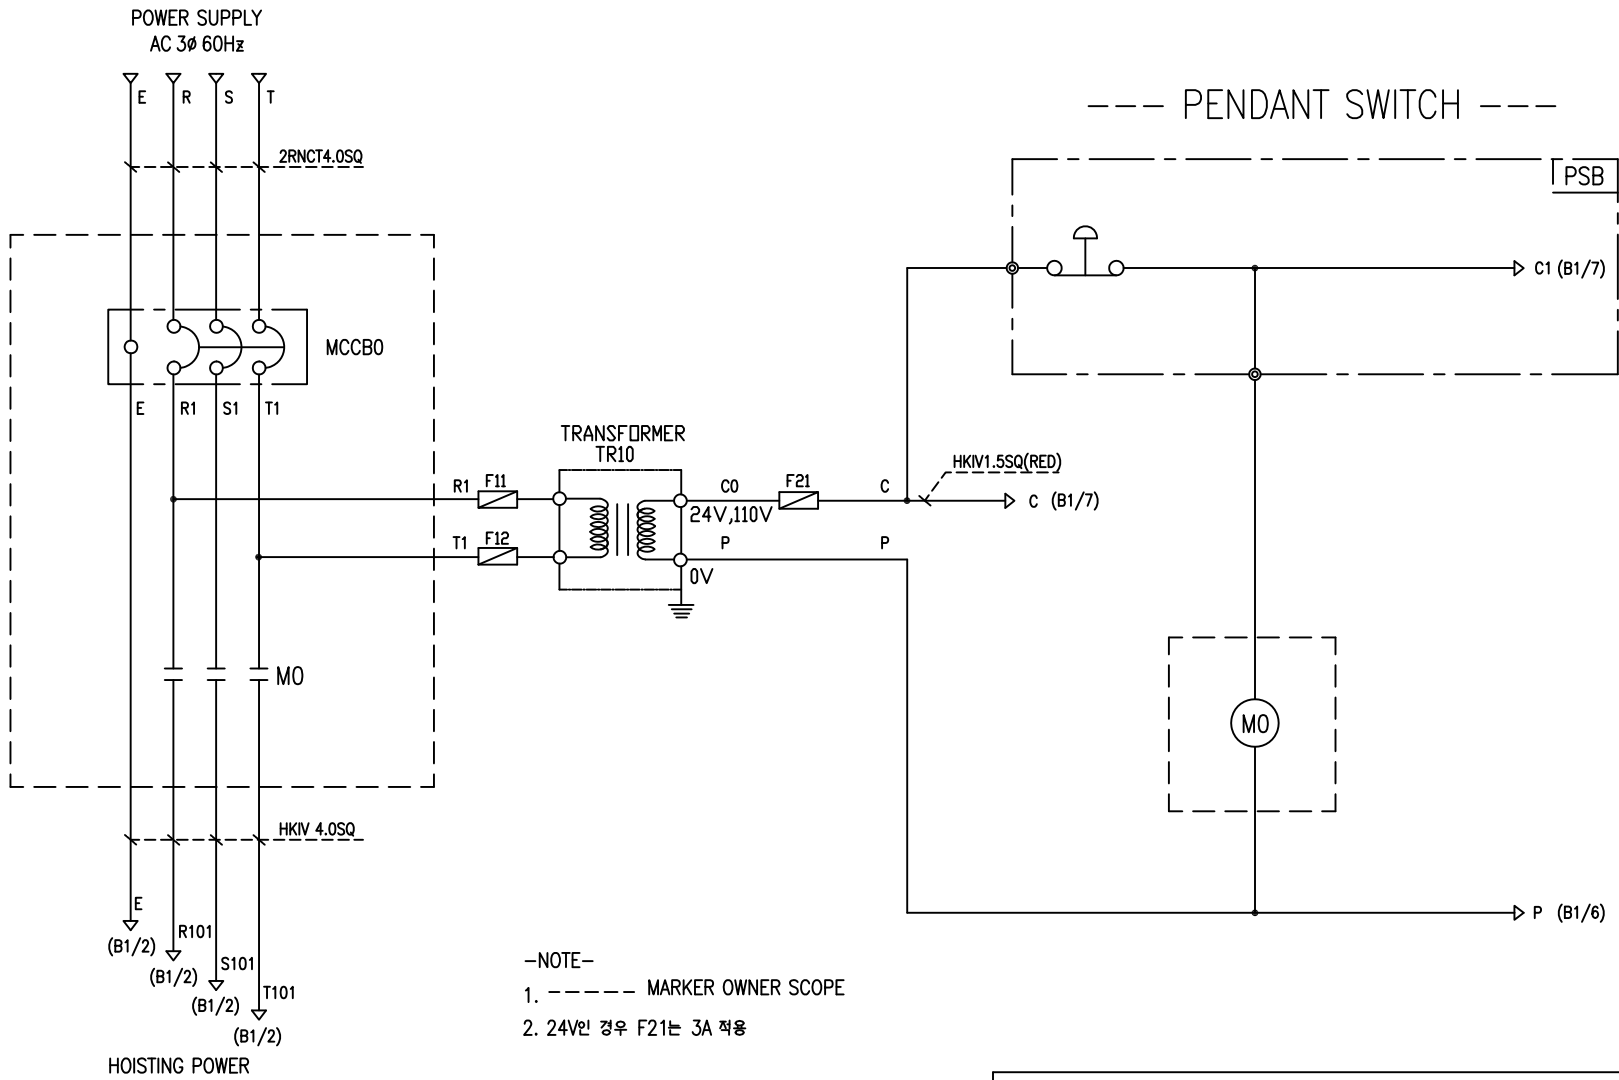 POWER SUPPLY
AC 3ø 60Hz
E R S T
2RNCT4.0SQ
--- PENDANT SWITCH ---
PSB
C1 (B1/7)
MCCB0
E R1 S1 T1
TRANSFORMER
TR10
R1 F11
C0 F21 C
HKIV1.5SQ(RED)
C (B1/7)
24V,110V
T1 F12
P P
0V
M0
M0
HKIV 4.0SQ
E
(B1/2)
R101
(B1/2)
S101
(B1/2)
T101
(B1/2)
HOISTING POWER
P (B1/6)
-NOTE-
1. ------ MARKER OWNER SCOPE
2. 24V인 경우 F21는 3A 적용